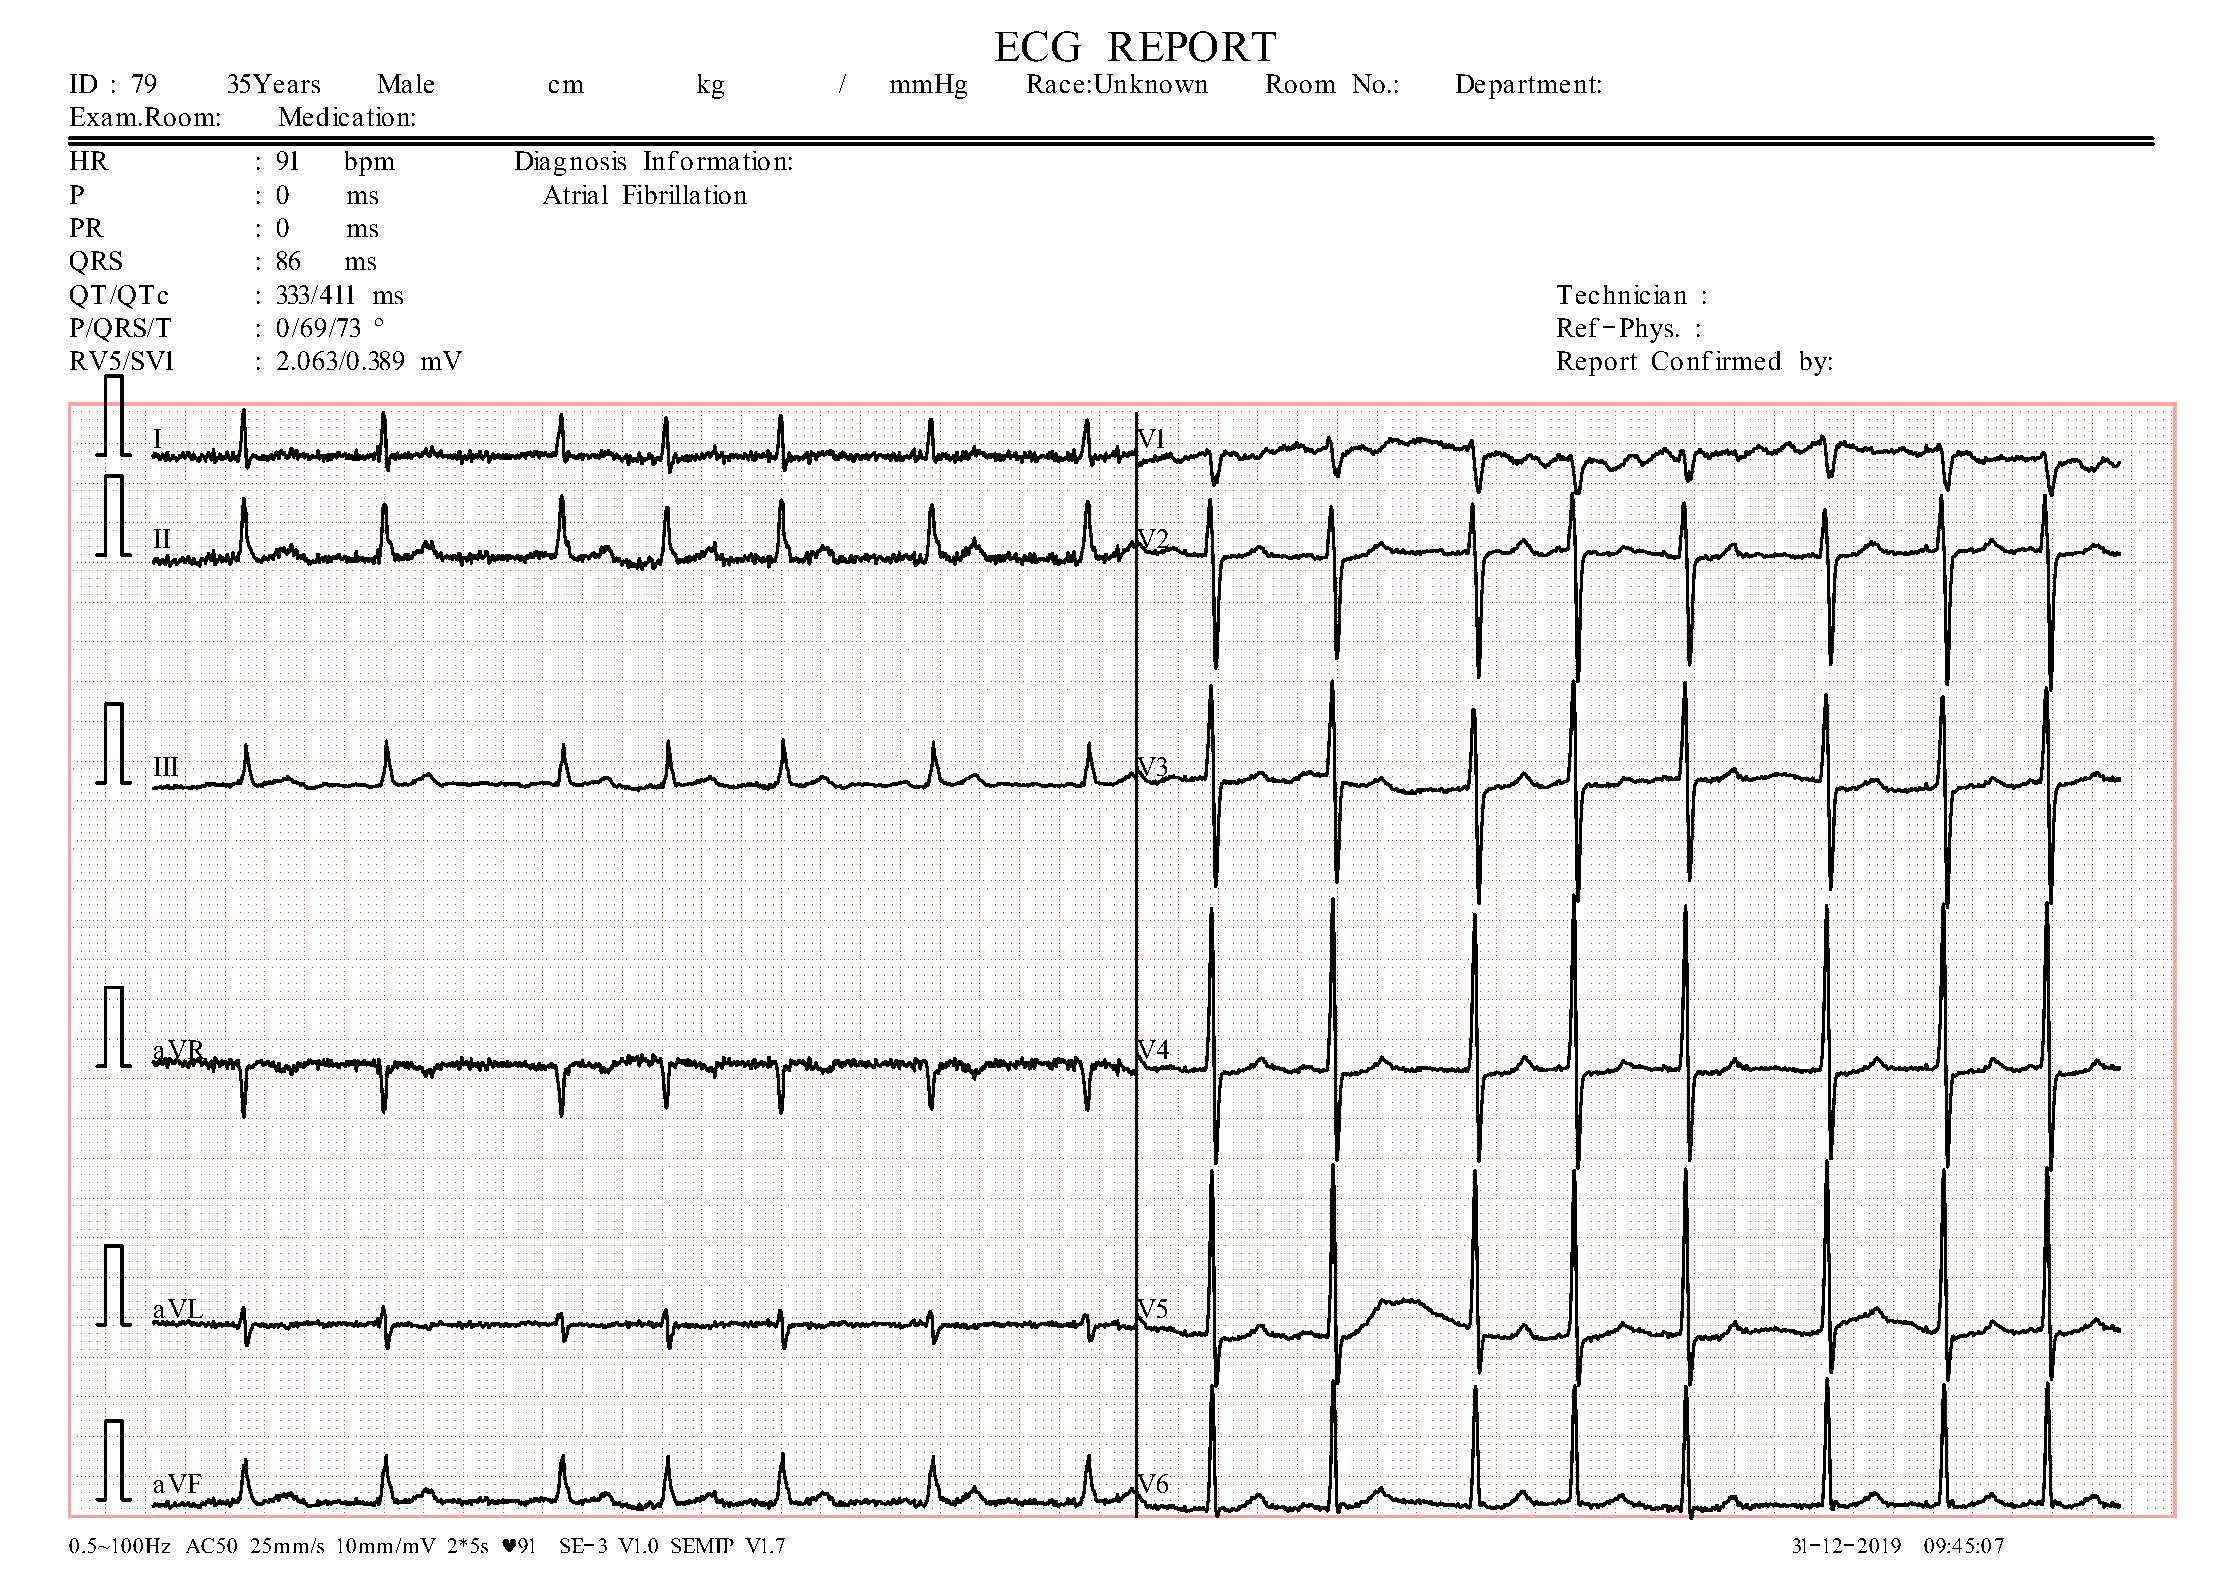 ECG REPORT
ID : 79 35Years Male cm kg / mmHg Race:Unknown Room No.: Department:
Exam.Room: Medication:
HR : 91 bpm Diagnosis Information:
P : 0 ms Atrial Fibrillation
PR : 0 ms
QRS : 86 ms
QT/QTc : 333/411 ms Technician :
P/QRS/T : 0/69/73 ° Ref-Phys. :
RV5/SV1 : 2.063/0.389 mV Report Confirmed by:
I V1
II V2
III V3
aVR V4
aVL V5
aVF V6
0.5~100Hz AC50 25mm/s 10mm/mV 2*5s ♥91 SE-3 V1.0 SEMIP V1.7 31-12-2019 09:45:07